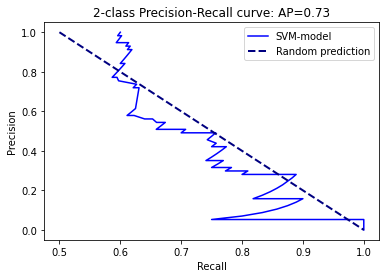 2-class Precision-Recall curve: AP=0.73
SVM-model
Random prediction
Precision
1.0
0.8
0.6
0.4
0.2
0.0
0.5 0.6 0.7 0.8 0.9 1.0
Recall